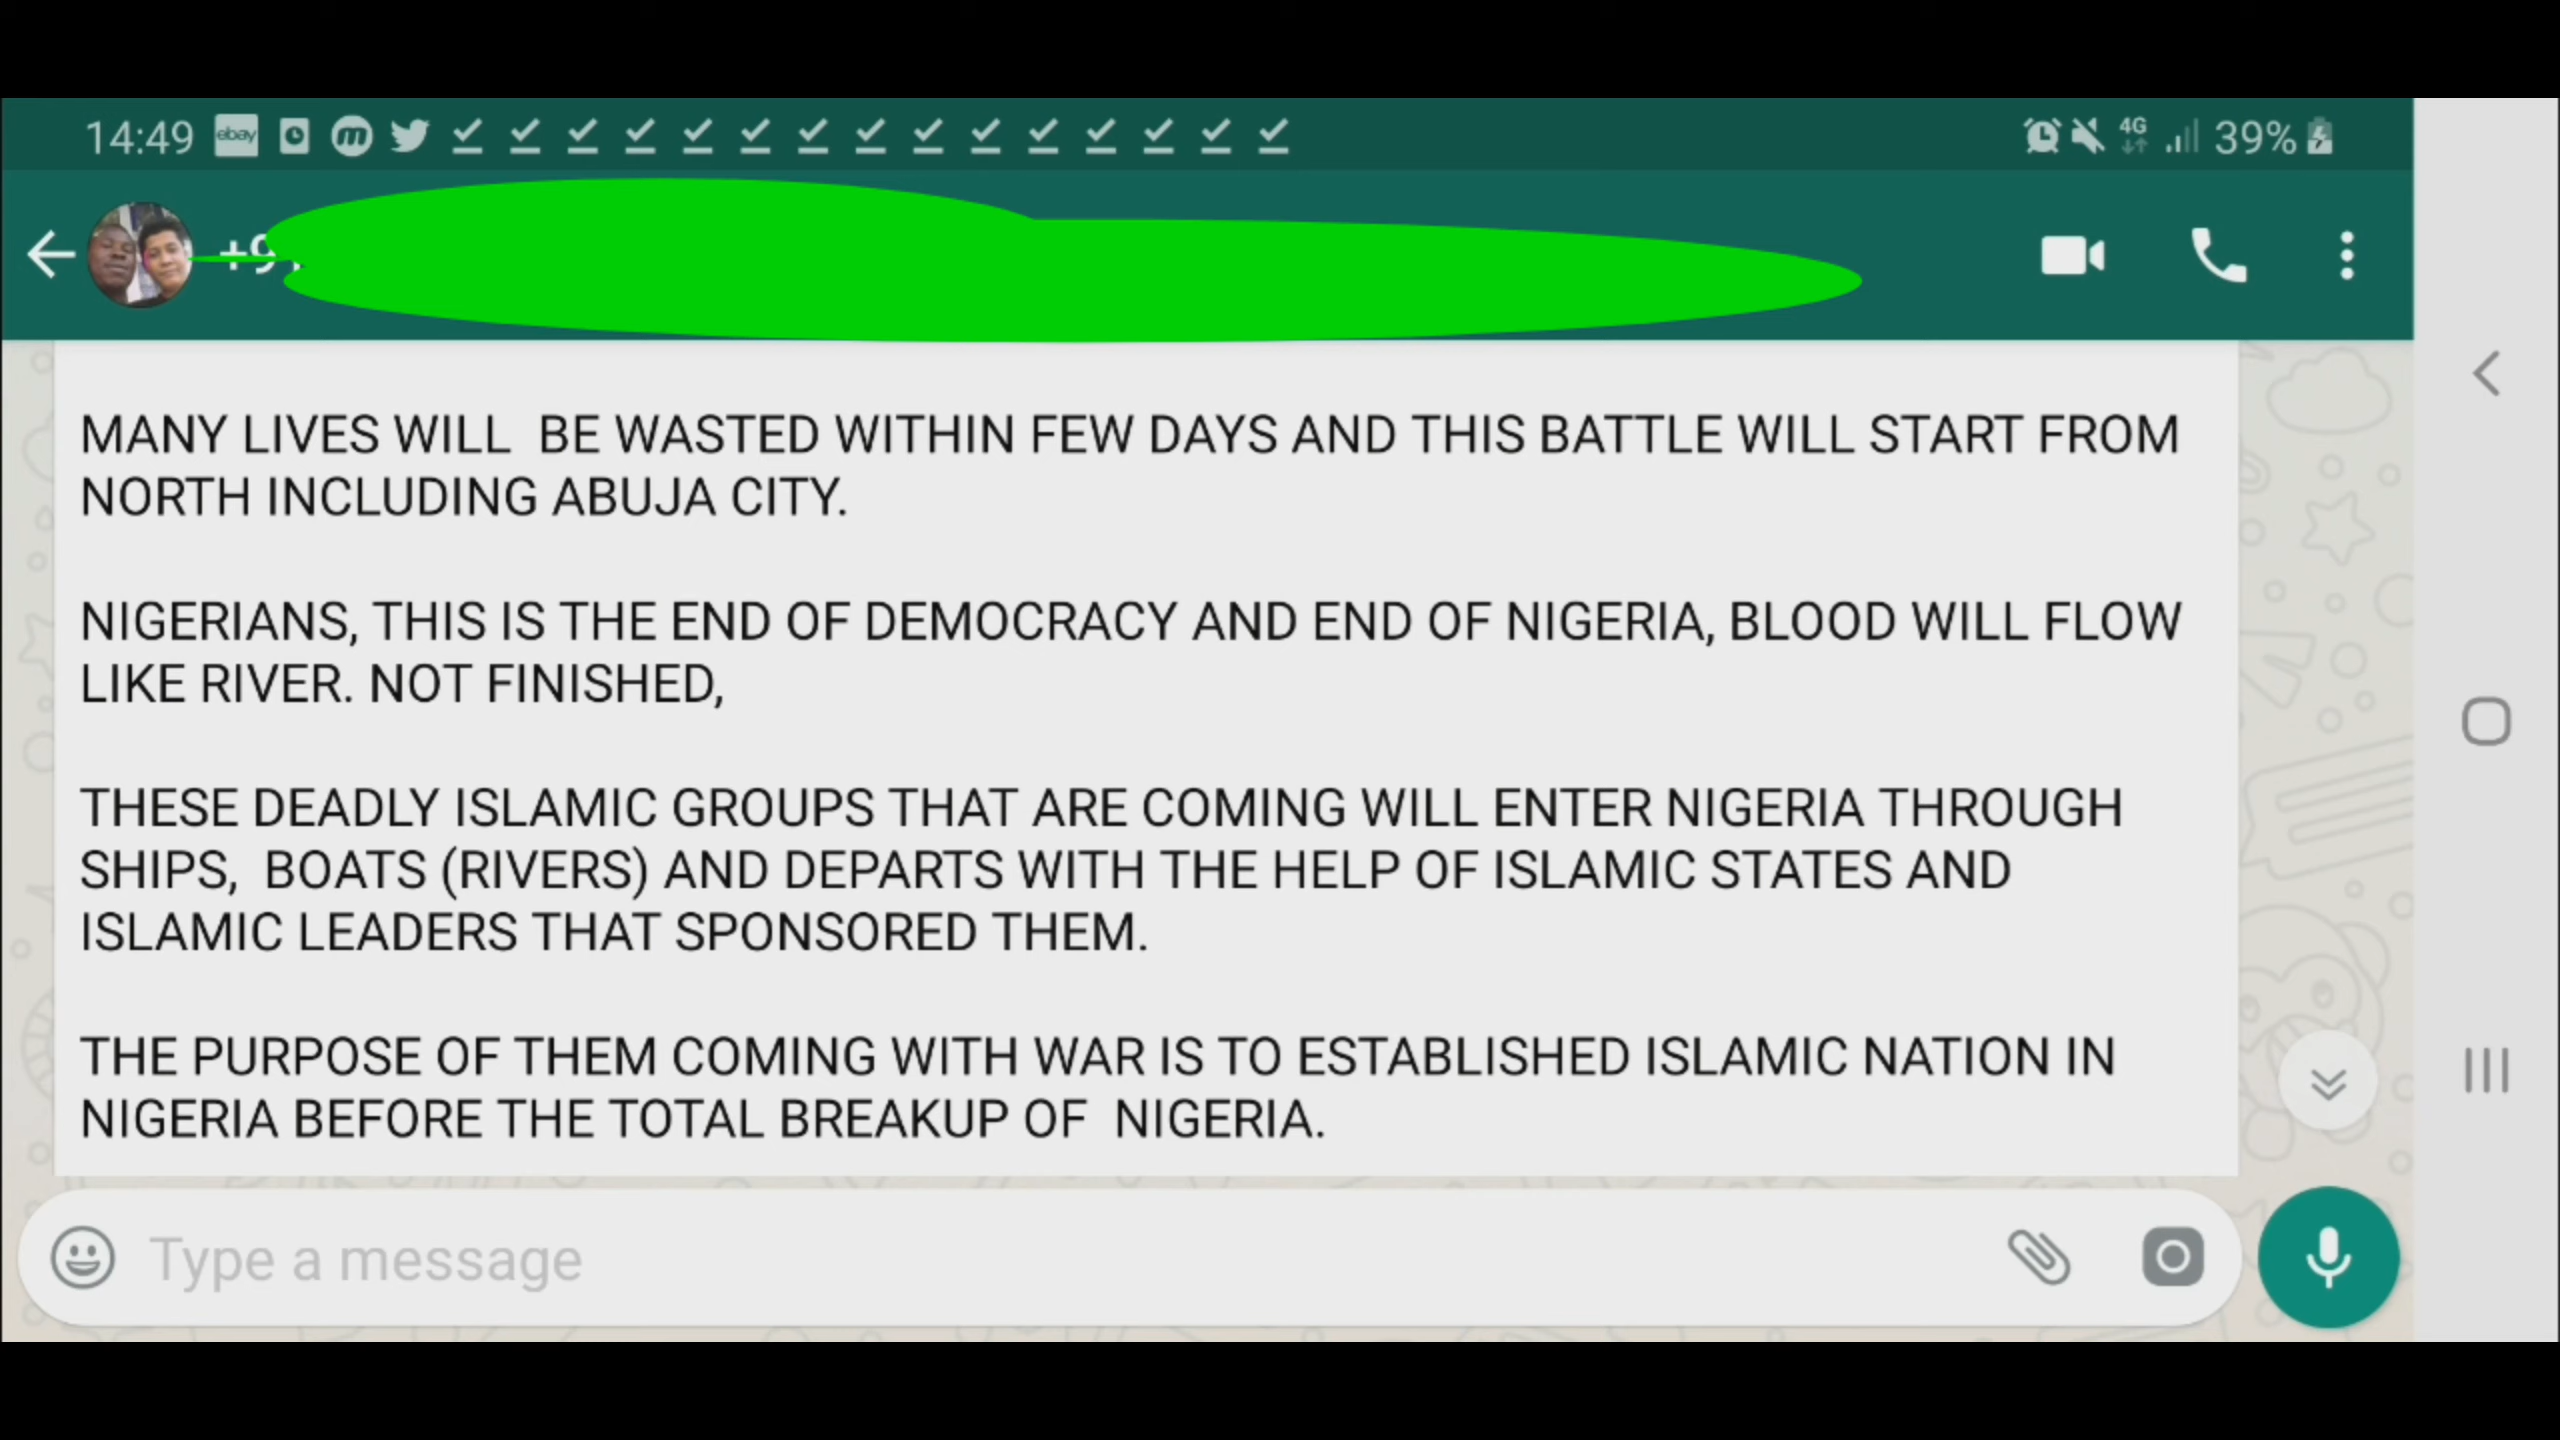 14:49 ebay m 4G 39%
+9
MANY LIVES WILL BE WASTED WITHIN FEW DAYS AND THIS BATTLE WILL START FROM
NORTH INCLUDING ABUJA CITY.
NIGERIANS, THIS IS THE END OF DEMOCRACY AND END OF NIGERIA, BLOOD WILL FLOW
LIKE RIVER. NOT FINISHED,
THESE DEADLY ISLAMIC GROUPS THAT ARE COMING WILL ENTER NIGERIA THROUGH
SHIPS, BOATS (RIVERS) AND DEPARTS WITH THE HELP OF ISLAMIC STATES AND
ISLAMIC LEADERS THAT SPONSORED THEM.
THE PURPOSE OF THEM COMING WITH WAR IS TO ESTABLISHED ISLAMIC NATION IN
NIGERIA BEFORE THE TOTAL BREAKUP OF NIGERIA.
Type a message